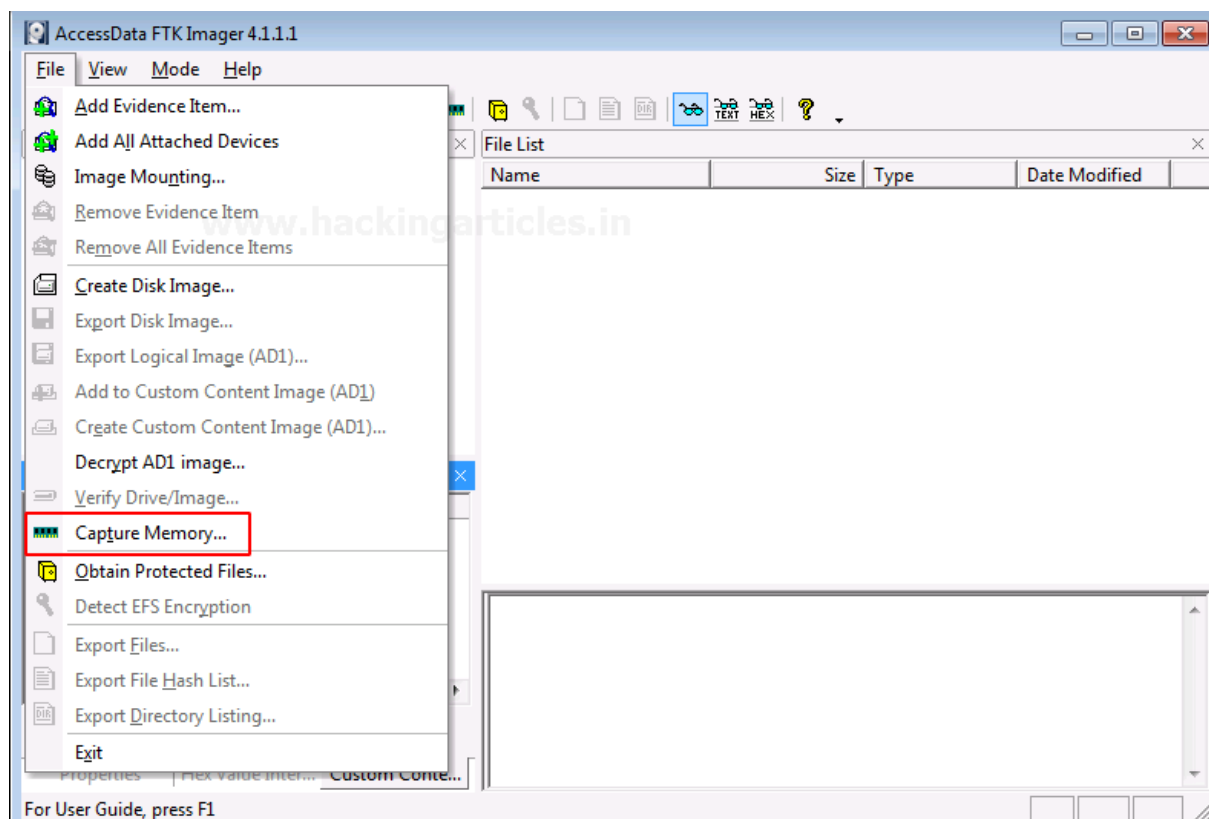 AccessData FTK Imager 4.1.1.1
File View Mode Help
Add Evidence Item...
Add All Attached Devices
Image Mounting...
Remove Evidence Item
Remove All Evidence Items
Create Disk Image...
Export Disk Image...
Export Logical Image (AD1)...
Add to Custom Content Image (AD1)
Create Custom Content Image (AD1)...
Decrypt AD1 image...
Verify Drive/Image...
Capture Memory...
Obtain Protected Files...
Detect EFS Encryption
Export Files...
Export File Hash List...
Export Directory Listing...
Exit
TEXT HEX
DIR
File List
Name Size Type Date Modified
www.hackingarticles.in
DIR
Properties Hex Value Inter... Custom Conte...
For User Guide, press F1